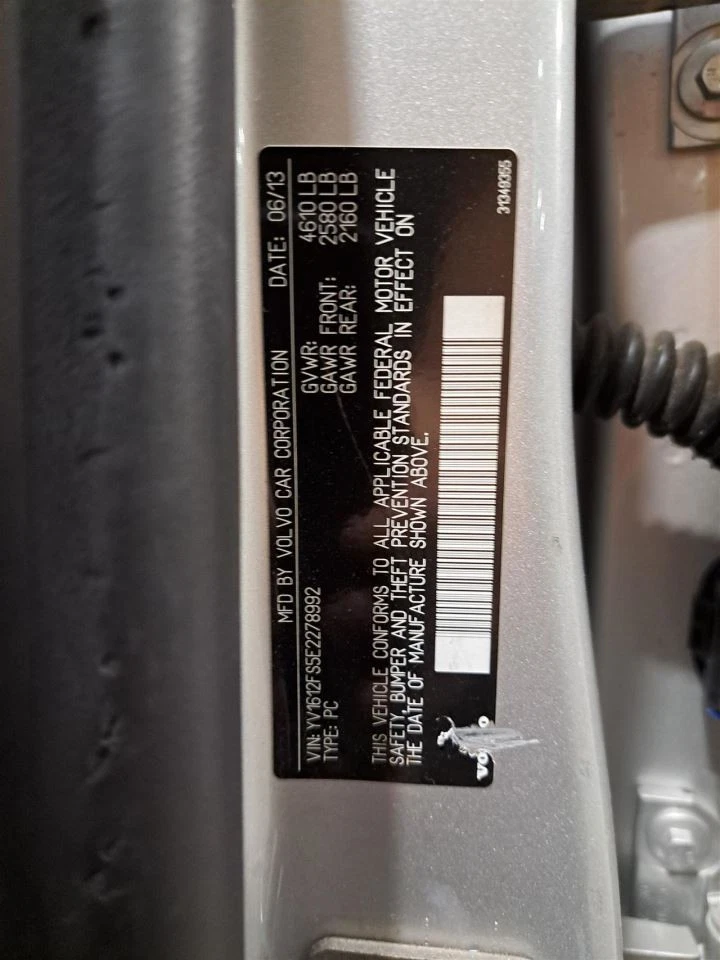 MFD BY VOLVO CAR CORPORATION DATE: 06/13
GVWR: 4610 LB
GAWR FRONT: 2580 LB
GAWR REAR: 2160 LB
VIN: YV1612FS5E2278992
TYPE: PC
THIS VEHICLE CONFORMS TO ALL APPLICABLE FEDERAL MOTOR VEHICLE
SAFETY, BUMPER AND THEFT PREVENTION STANDARDS IN EFFECT ON
THE DATE OF MANUFACTURE SHOWN ABOVE.
31349355